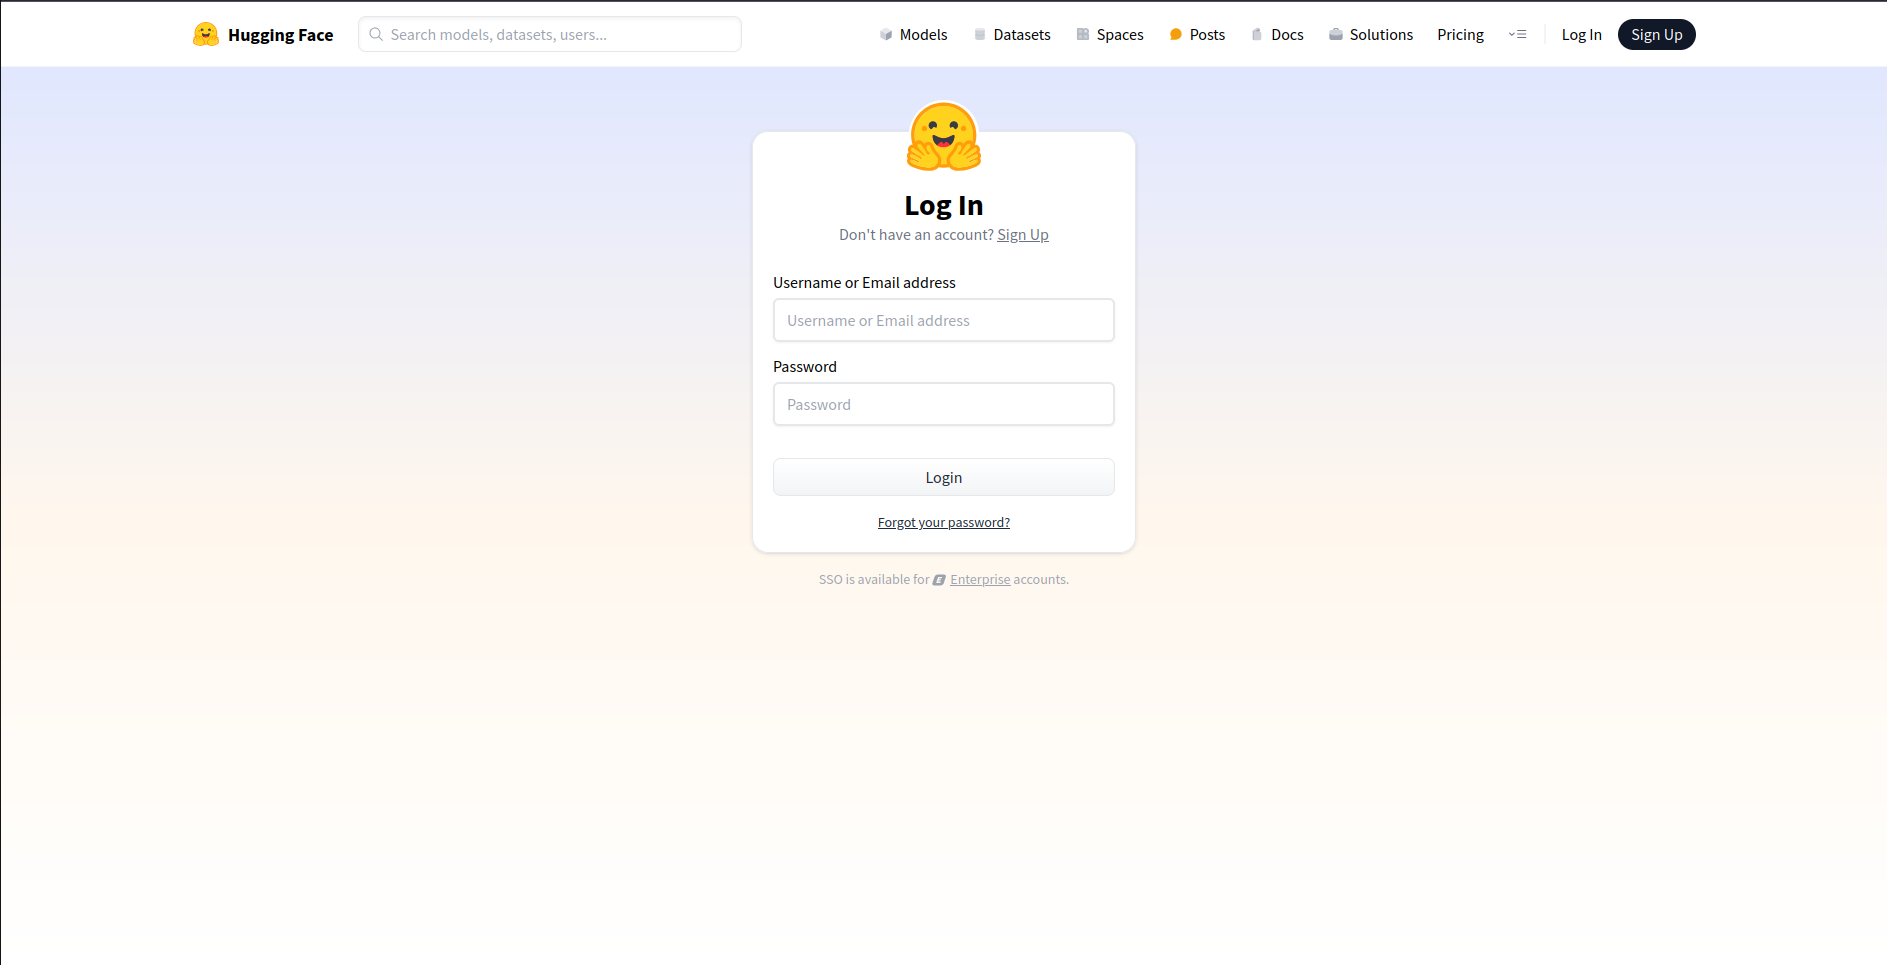 Hugging Face Search models, datasets, users... Models Datasets Spaces Posts Docs Solutions Pricing Log In Sign Up
Log In
Don't have an account? Sign Up
Username or Email address
Username or Email address
Password
Password
Login
Forgot your password?
SSO is available for E Enterprise accounts.